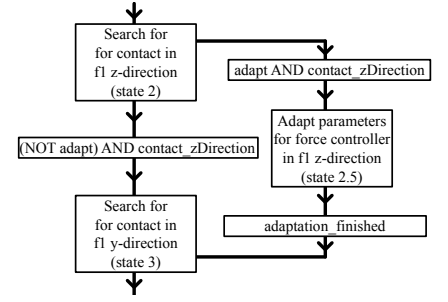 Search for
for contact in
f1 z-direction
(state 2)
adapt AND contact_zDirection
(NOT adapt) AND contact_zDirection
Adapt parameters
for force controller
in f1 z-direction
(state 2.5)
Search for
for contact in
f1 y-direction
(state 3)
adaptation_finished